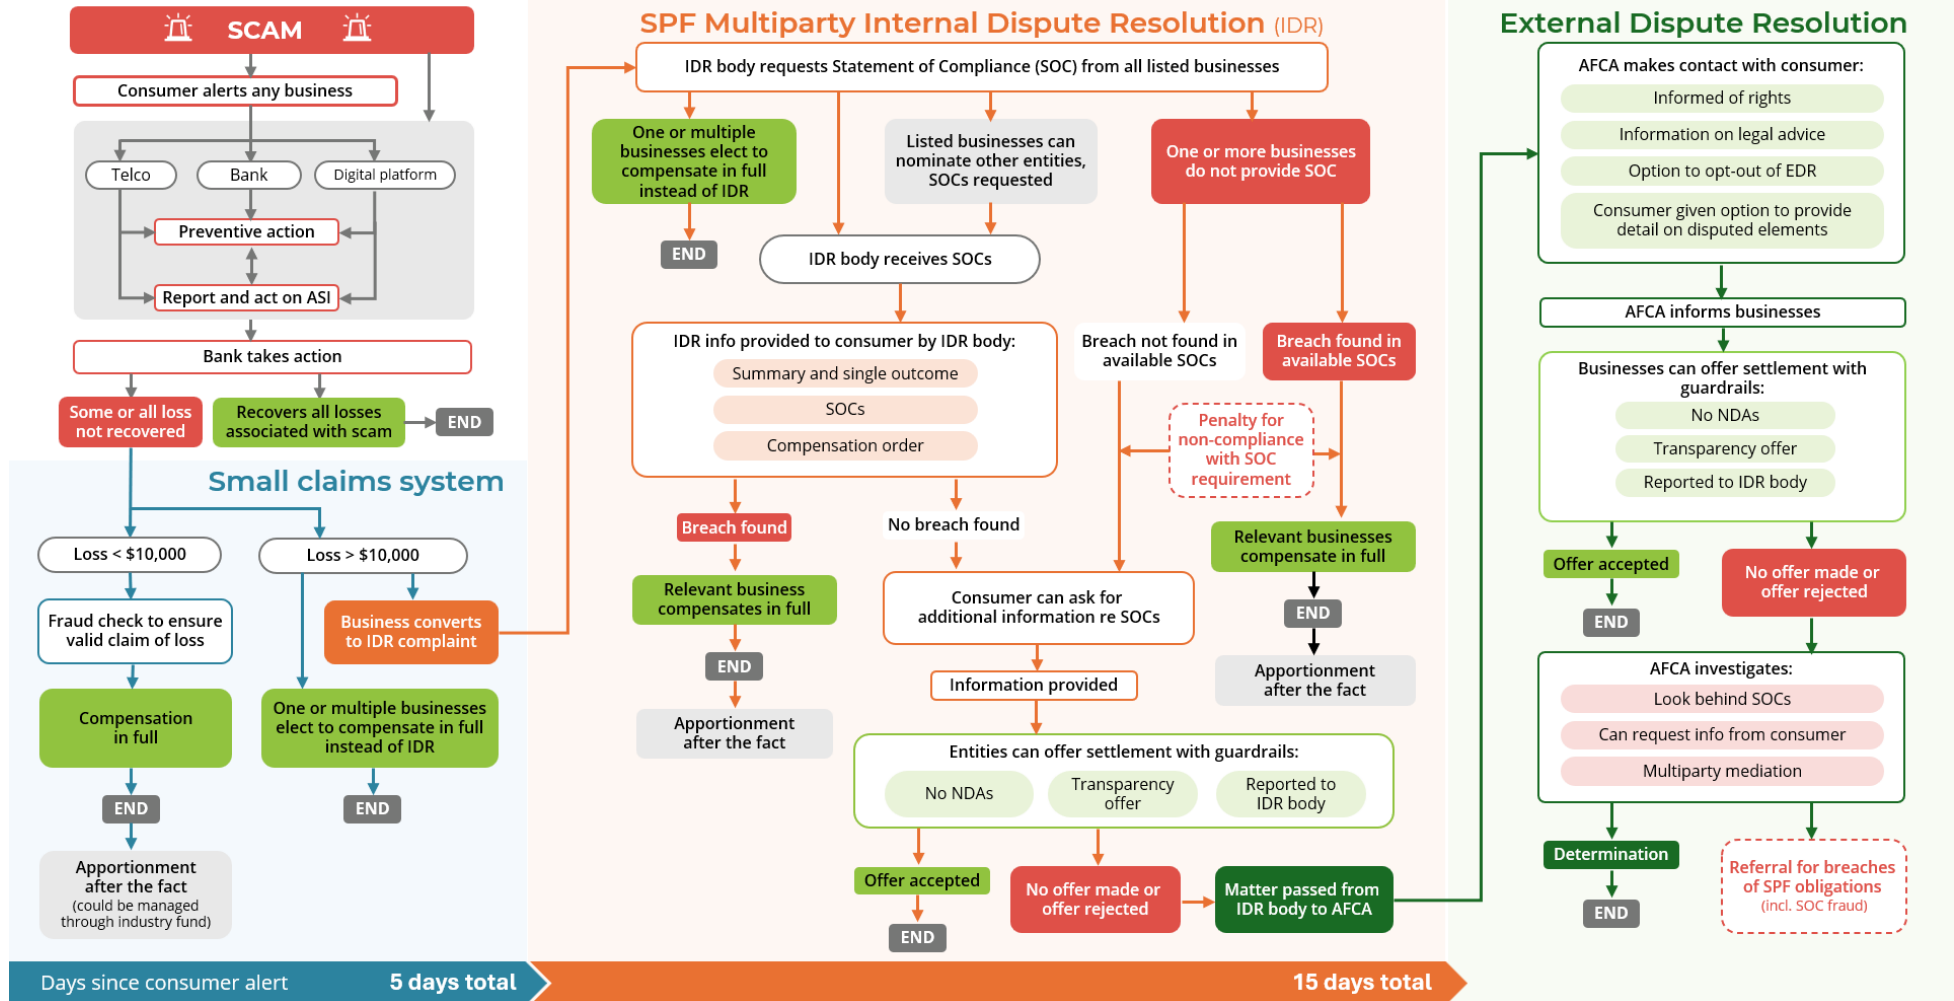 SCAM
Consumer alerts any business
Telco
Bank
Digital platform
Preventive action
Report and act on ASI
Bank takes action
Some or all loss
not recovered
Recovers all losses
associated with scam
END
Small claims system
Loss < $10,000
Loss > $10,000
Fraud check to ensure
valid claim of loss
Business converts
to IDR complaint
Compensation
in full
One or multiple businesses
elect to compensate in full
instead of IDR
END
END
Apportionment
after the fact
(could be managed
through industry fund)
Days since consumer alert
5 days total
SPF Multiparty Internal Dispute Resolution (IDR)
IDR body requests Statement of Compliance (SOC) from all listed businesses
One or multiple
businesses elect to
compensate in full
instead of IDR
END
Listed businesses can
nominate other entities,
SOCs requested
One or more businesses
do not provide SOC
IDR body receives SOCs
IDR info provided to consumer by IDR body:
Summary and single outcome
SOCs
Compensation order
Breach not found in
available SOCs
Breach found in
available SOCs
Penalty for
non-compliance
with SOC
requirement
Breach found
No breach found
Relevant business
compensates in full
END
Apportionment
after the fact
Relevant businesses
compensate in full
END
Apportionment
after the fact
Consumer can ask for
additional information re SOCs
Information provided
Entities can offer settlement with guardrails:
No NDAs
Transparency
offer
Reported to
IDR body
Offer accepted
END
No offer made or
offer rejected
Matter passed from
IDR body to AFCA
15 days total
External Dispute Resolution
AFCA makes contact with consumer:
Informed of rights
Information on legal advice
Option to opt-out of EDR
Consumer given option to provide
detail on disputed elements
AFCA informs businesses
Businesses can offer settlement with
guardrails:
No NDAs
Transparency offer
Reported to IDR body
Offer accepted
END
No offer made or
offer rejected
AFCA investigates:
Look behind SOCs
Can request info from consumer
Multiparty mediation
Determination
END
Referral for breaches
of SPF obligations
(incl. SOC fraud)